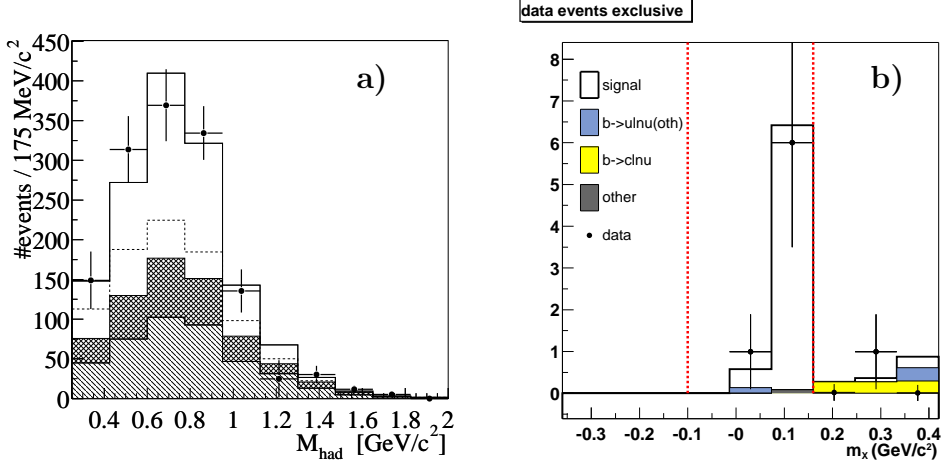 data events exclusive
a)
#events / 175 MeV/c²
450
400
350
300
250
200
150
100
50
0
0.4 0.6 0.8 1 1.2 1.4 1.6 1.8 2
M_had [GeV/c²]
b)
signal
b->ulnu(oth)
b->clnu
other
data
8
7
6
5
4
3
2
1
0
-0.3 -0.2 -0.1 -0 0.1 0.2 0.3 0.4
m_x (GeV/c²)